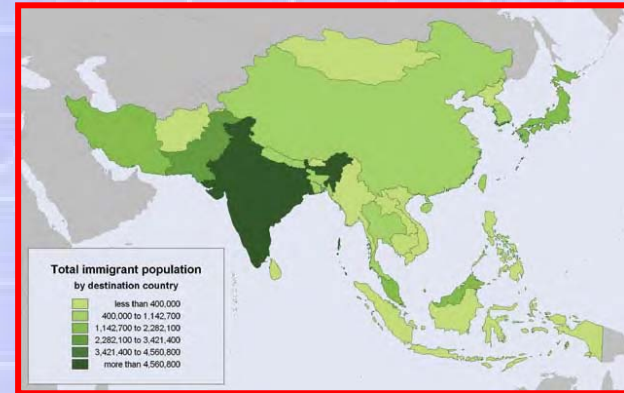 Total immigrant population
by destination country
less than 400,000
400,000 to 1,142,700
1,142,700 to 2,282,100
2,282,100 to 3,421,400
3,421,400 to 4,560,800
more than 4,560,800